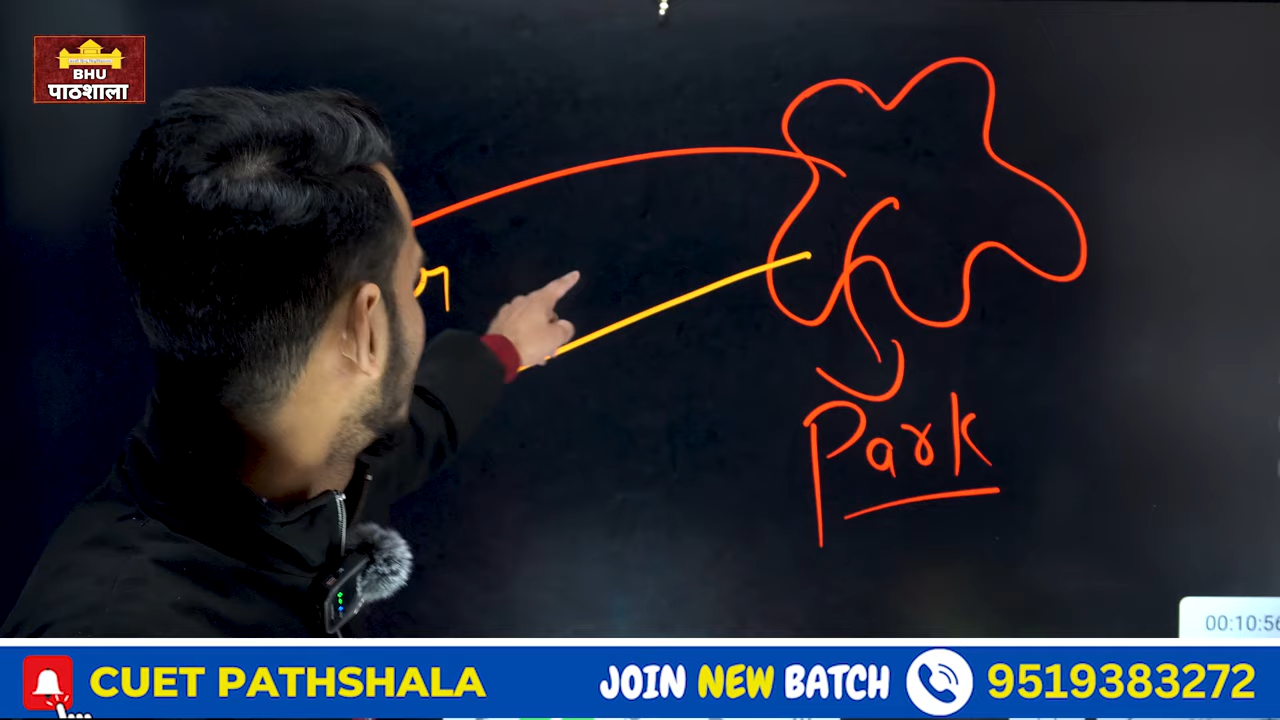 BHU
पाठशाला
Park
00:10:56
CUET PATHSHALA
JOIN NEW BATCH
9519383272